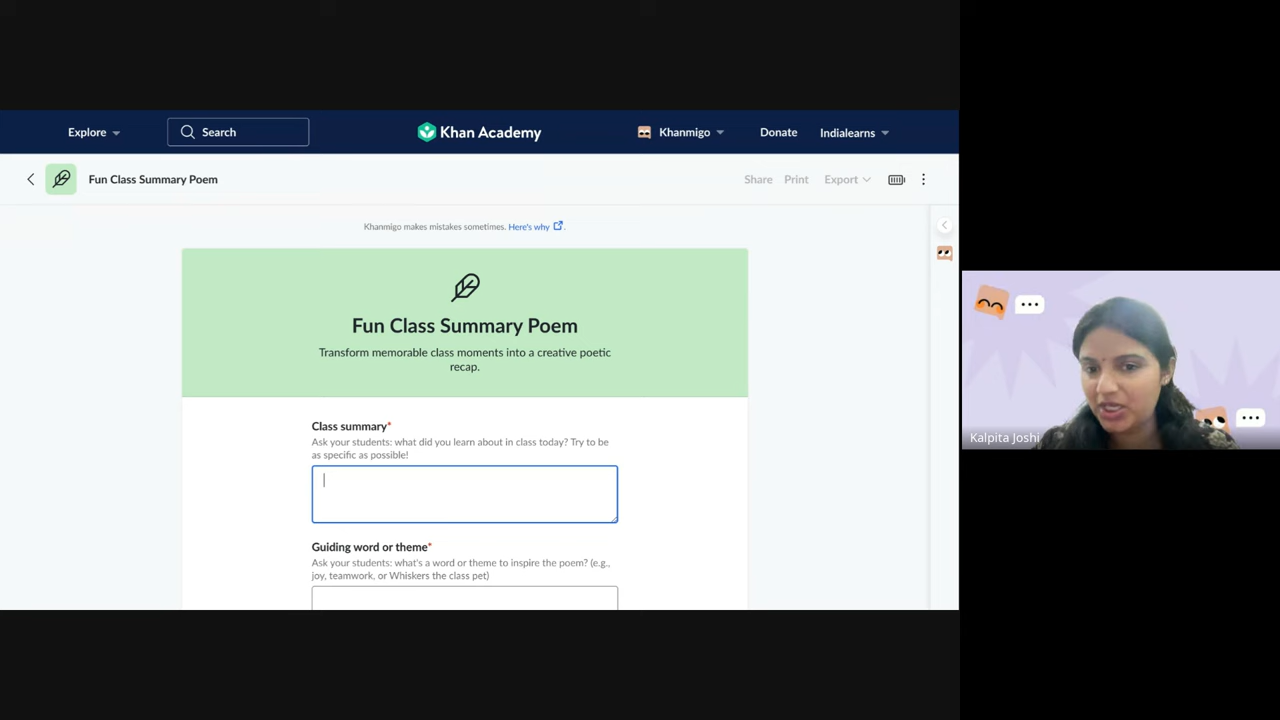 Explore Search Khan Academy Khanmigo Donate Indialearns
Fun Class Summary Poem Share Print Export
Khanmigo makes mistakes sometimes. Here's why.
Fun Class Summary Poem
Transform memorable class moments into a creative poetic
recap.
Class summary*
Ask your students: what did you learn about in class today? Try to be
as specific as possible!
Guiding word or theme*
Ask your students: what's a word or theme to inspire the poem? (e.g.,
joy, teamwork, or Whiskers the class pet)
Kalpita Joshi